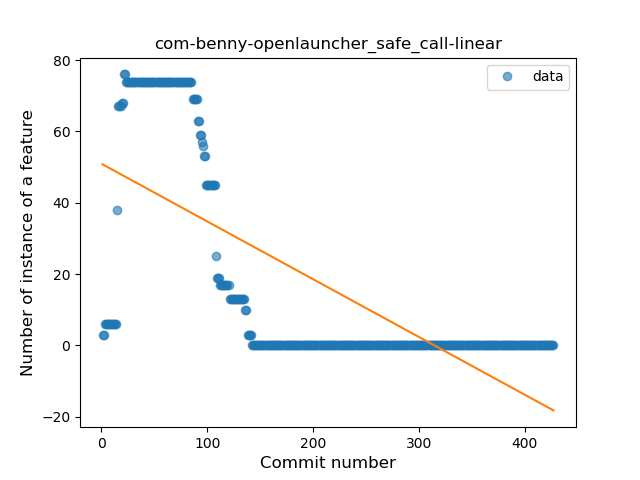 com-benny-openlauncher_safe_call-linear
data
80
60
40
20
0
−20
Number of instance of a feature
0 100 200 300 400
Commit number